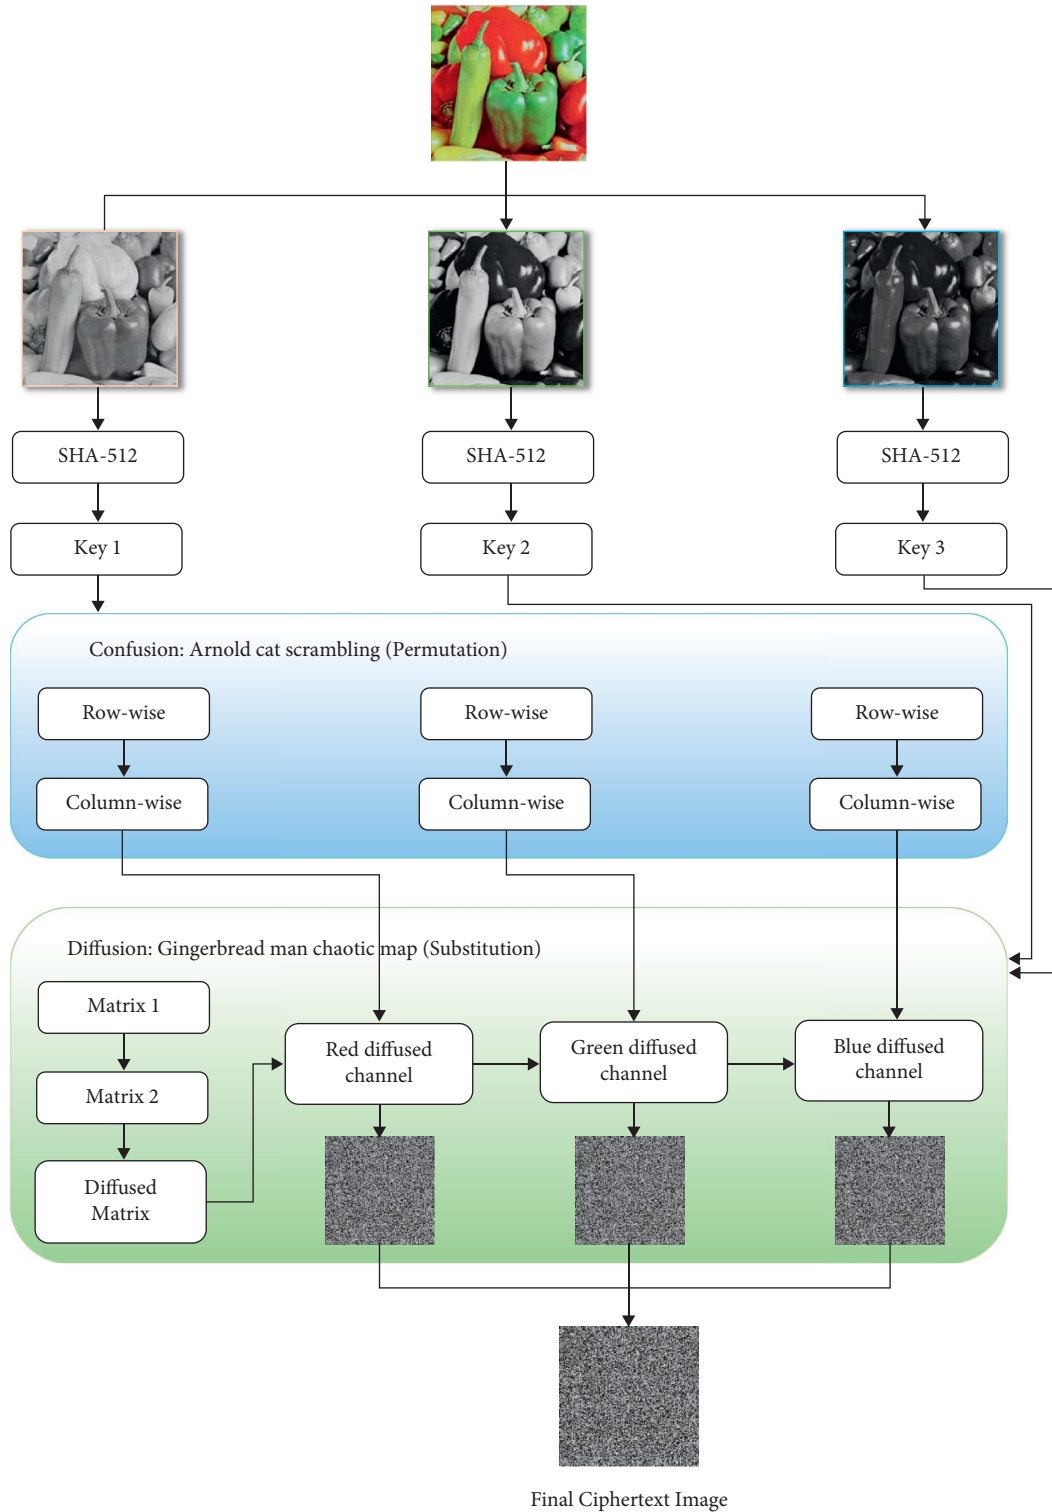 SHA-512
SHA-512
SHA-512
Key 1
Key 2
Key 3
Confusion: Arnold cat scrambling (Permutation)
Row-wise
Row-wise
Row-wise
Column-wise
Column-wise
Column-wise
Diffusion: Gingerbread man chaotic map (Substitution)
Matrix 1
Matrix 2
Diffused
Matrix
Red diffused
channel
Green diffused
channel
Blue diffused
channel
Final Ciphertext Image